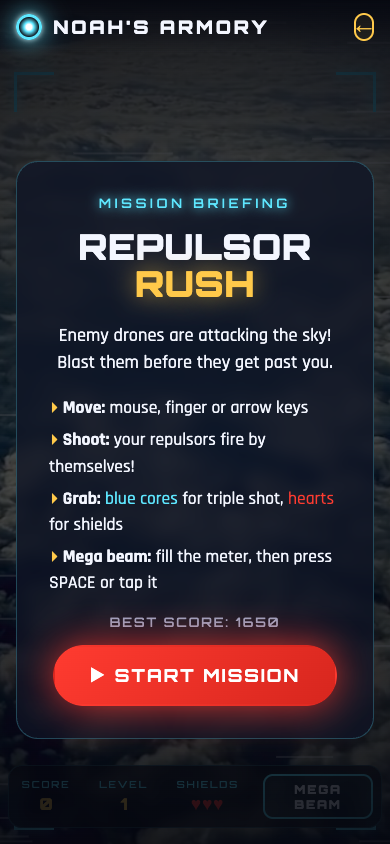 NOAH'S ARMORY
←
MISSION BRIEFING
REPULSOR
RUSH
Enemy drones are attacking the sky!
Blast them before they get past you.
Move: mouse, finger or arrow keys
Shoot: your repulsors fire by
themselves!
Grab: blue cores for triple shot, hearts
for shields
Mega beam: fill the meter, then press
SPACE or tap it
BEST SCORE: 1650
▶ START MISSION
SCORE LEVEL SHIELDS MEGA
0 1 ♥♥♥ BEAM